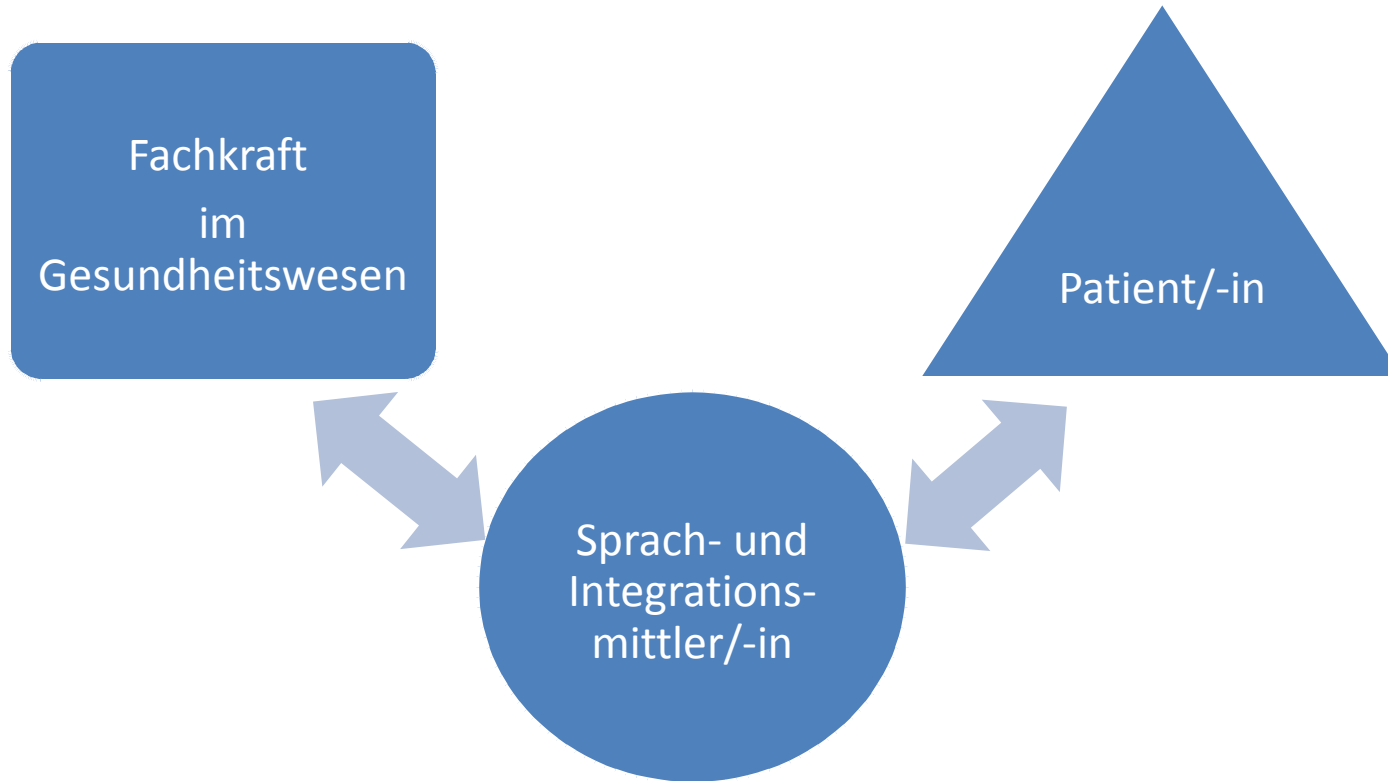 Fachkraft
im
Gesundheitswesen
Patient/-in
Sprach- und
Integrations-
mittler/-in